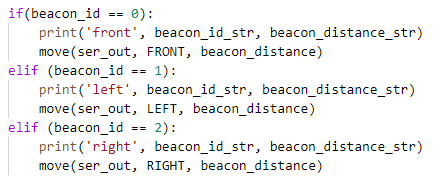 if(beacon_id == 0):
    print('front', beacon_id_str, beacon_distance_str)
    move(ser_out, FRONT, beacon_distance)
elif (beacon_id == 1):
    print('left', beacon_id_str, beacon_distance_str)
    move(ser_out, LEFT, beacon_distance)
elif (beacon_id == 2):
    print('right', beacon_id_str, beacon_distance_str)
    move(ser_out, RIGHT, beacon_distance)